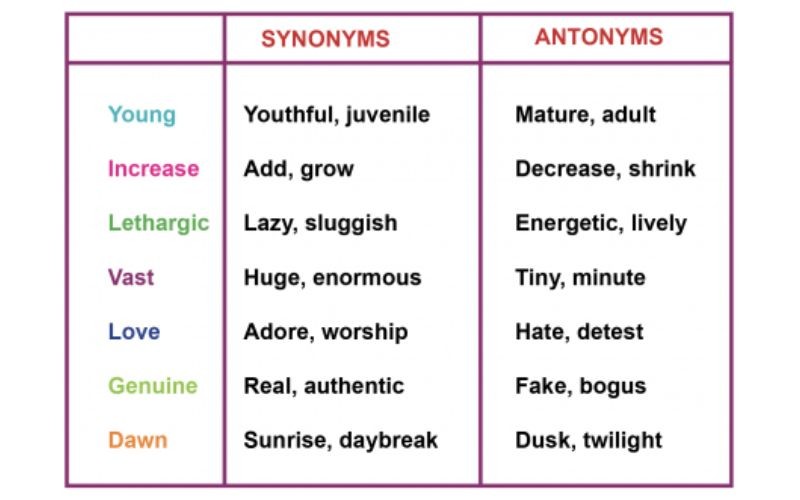 SYNONYMS ANTONYMS
Young Youthful, juvenile Mature, adult
Increase Add, grow Decrease, shrink
Lethargic Lazy, sluggish Energetic, lively
Vast Huge, enormous Tiny, minute
Love Adore, worship Hate, detest
Genuine Real, authentic Fake, bogus
Dawn Sunrise, daybreak Dusk, twilight